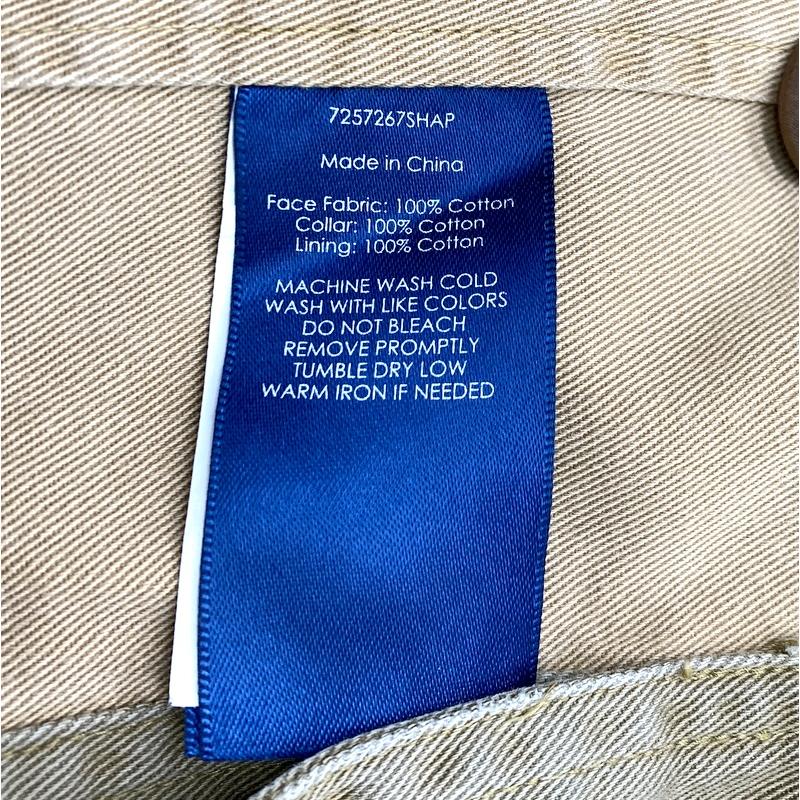 7257267SHAP
Made in China
Face Fabric: 100% Cotton
Collar: 100% Cotton
Lining: 100% Cotton
MACHINE WASH COLD
WASH WITH LIKE COLORS
DO NOT BLEACH
REMOVE PROMPTLY
TUMBLE DRY LOW
WARM IRON IF NEEDED